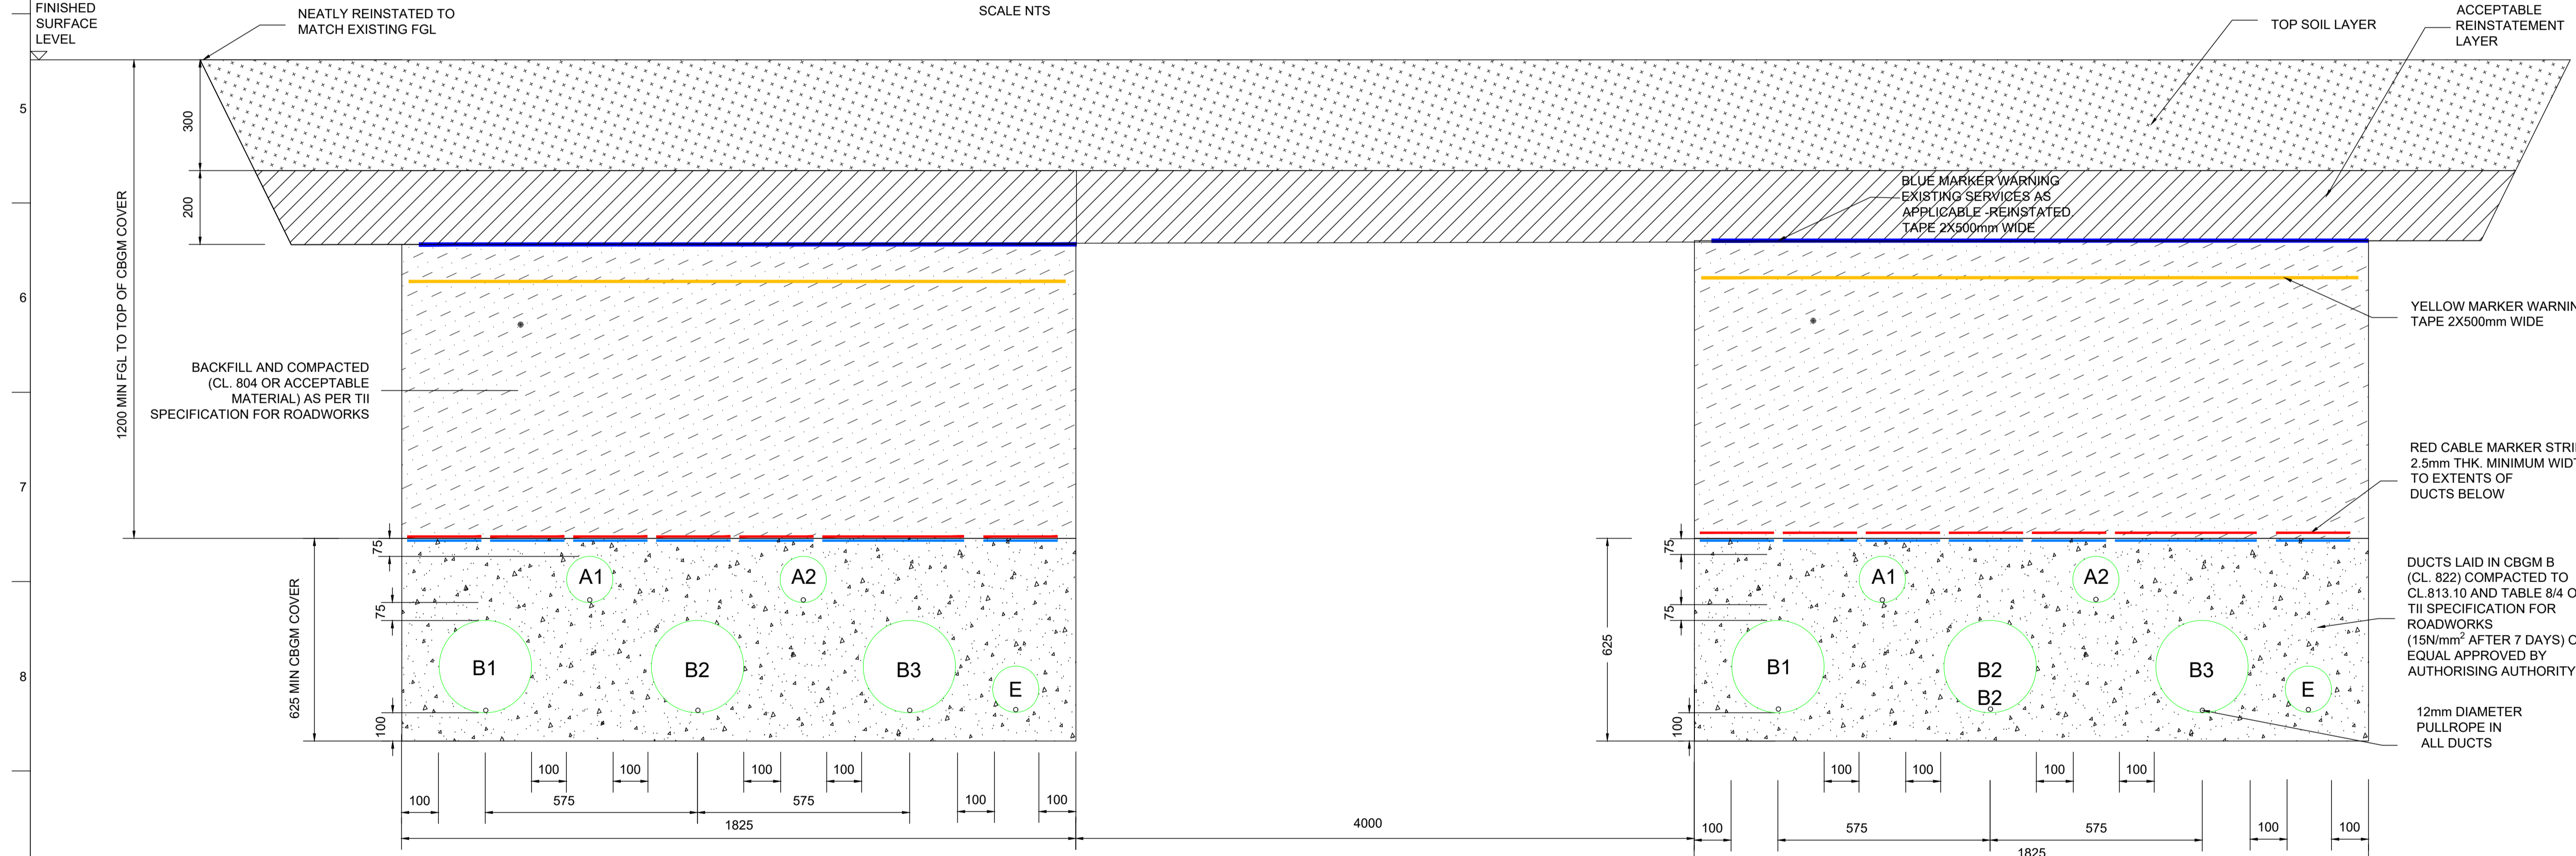 FINISHED
SURFACE
LEVEL
NEATLY REINSTATED TO
MATCH EXISTING FGL
SCALE NTS
TOP SOIL LAYER
ACCEPTABLE
REINSTATEMENT
LAYER
5
300
200
1200 MIN FGL TO TOP OF CBGM COVER
BLUE MARKER WARNING
EXISTING SERVICES AS
APPLICABLE -REINSTATED.
TAPE 2X500mm WIDE
6
YELLOW MARKER WARNIN
TAPE 2X500mm WIDE
BACKFILL AND COMPACTED
(CL. 804 OR ACCEPTABLE
MATERIAL) AS PER TII
SPECIFICATION FOR ROADWORKS
7
RED CABLE MARKER STRI
2.5mm THK. MINIMUM WIDT
TO EXTENTS OF
DUCTS BELOW
75
75
100
625 MIN CBGM COVER
A1
A2
B1
B2
B3
E
625
75
75
100
A1
A2
B1
B2
B2
B3
E
8
DUCTS LAID IN CBGM B
(CL. 822) COMPACTED TO
CL.813.10 AND TABLE 8/4 O
TII SPECIFICATION FOR
ROADWORKS
(15N/mm² AFTER 7 DAYS) O
EQUAL APPROVED BY
AUTHORISING AUTHORITY
12mm DIAMETER
PULLROPE IN
ALL DUCTS
100 100 100 100
100 575 575 100 100
1825
4000
100 100 100 100
100 575 575 100 100
1825